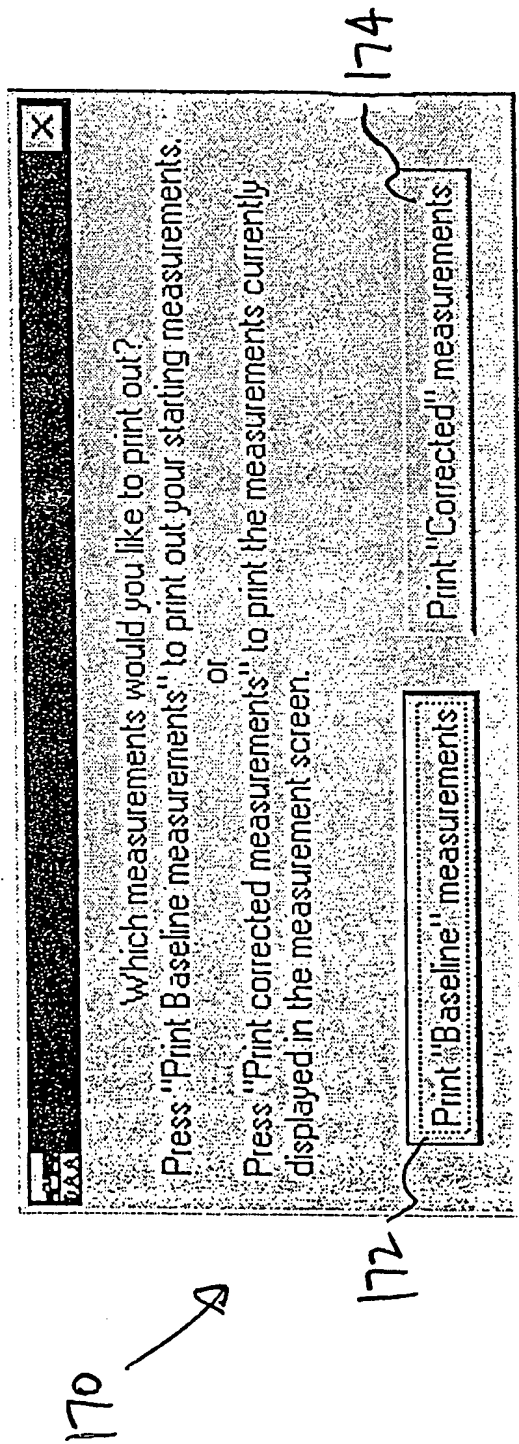 Which measurements would you like to print out?
Press "Print Baseline measurements" to print out your starting measurements.
or
Press "Print corrected measurements" to print the measurements currently
displayed in the measurement screen.
Print "Baseline" measurements
Print "Corrected" measurements
170
172
174